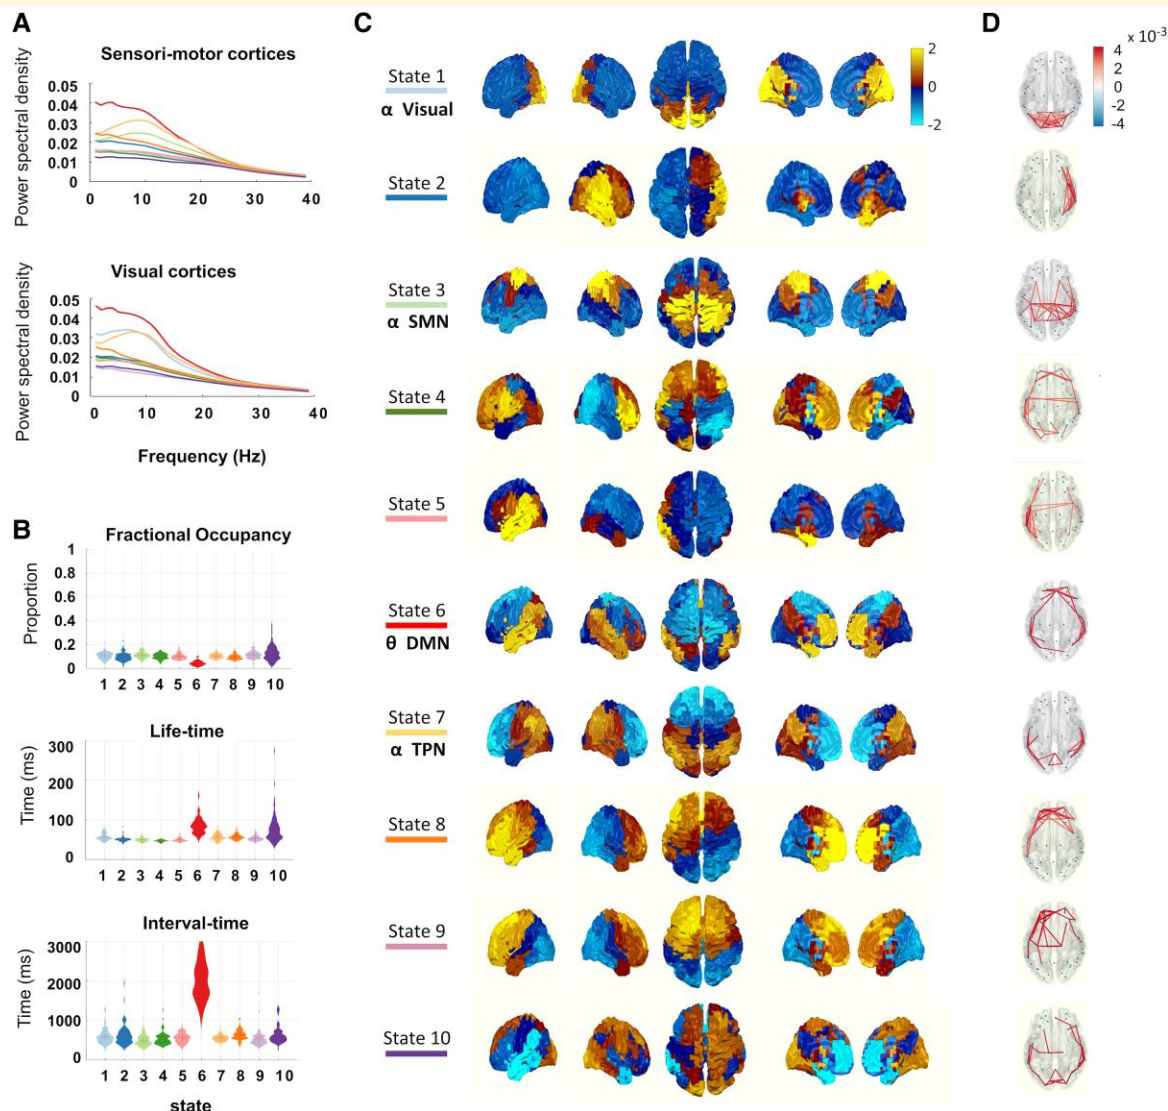 A
Sensori-motor cortices
Power spectral density
0.05
0.04
0.03
0.02
0.01
0
0 10 20 30 40
Visual cortices
Power spectral density
0.05
0.04
0.03
0.02
0.01
0
0 10 20 30 40
Frequency (Hz)
B
Fractional Occupancy
Proportion
1
0.8
0.6
0.4
0.2
0
1 2 3 4 5 6 7 8 9 10
Life-time
Time (ms)
300
200
100
0
1 2 3 4 5 6 7 8 9 10
Interval-time
Time (ms)
3000
2000
1000
0
1 2 3 4 5 6 7 8 9 10
state
C
State 1
α Visual
2
0
-2
State 2
State 3
α SMN
State 4
State 5
State 6
θ DMN
State 7
α TPN
State 8
State 9
State 10
D
x 10⁻³
4
2
0
-2
-4